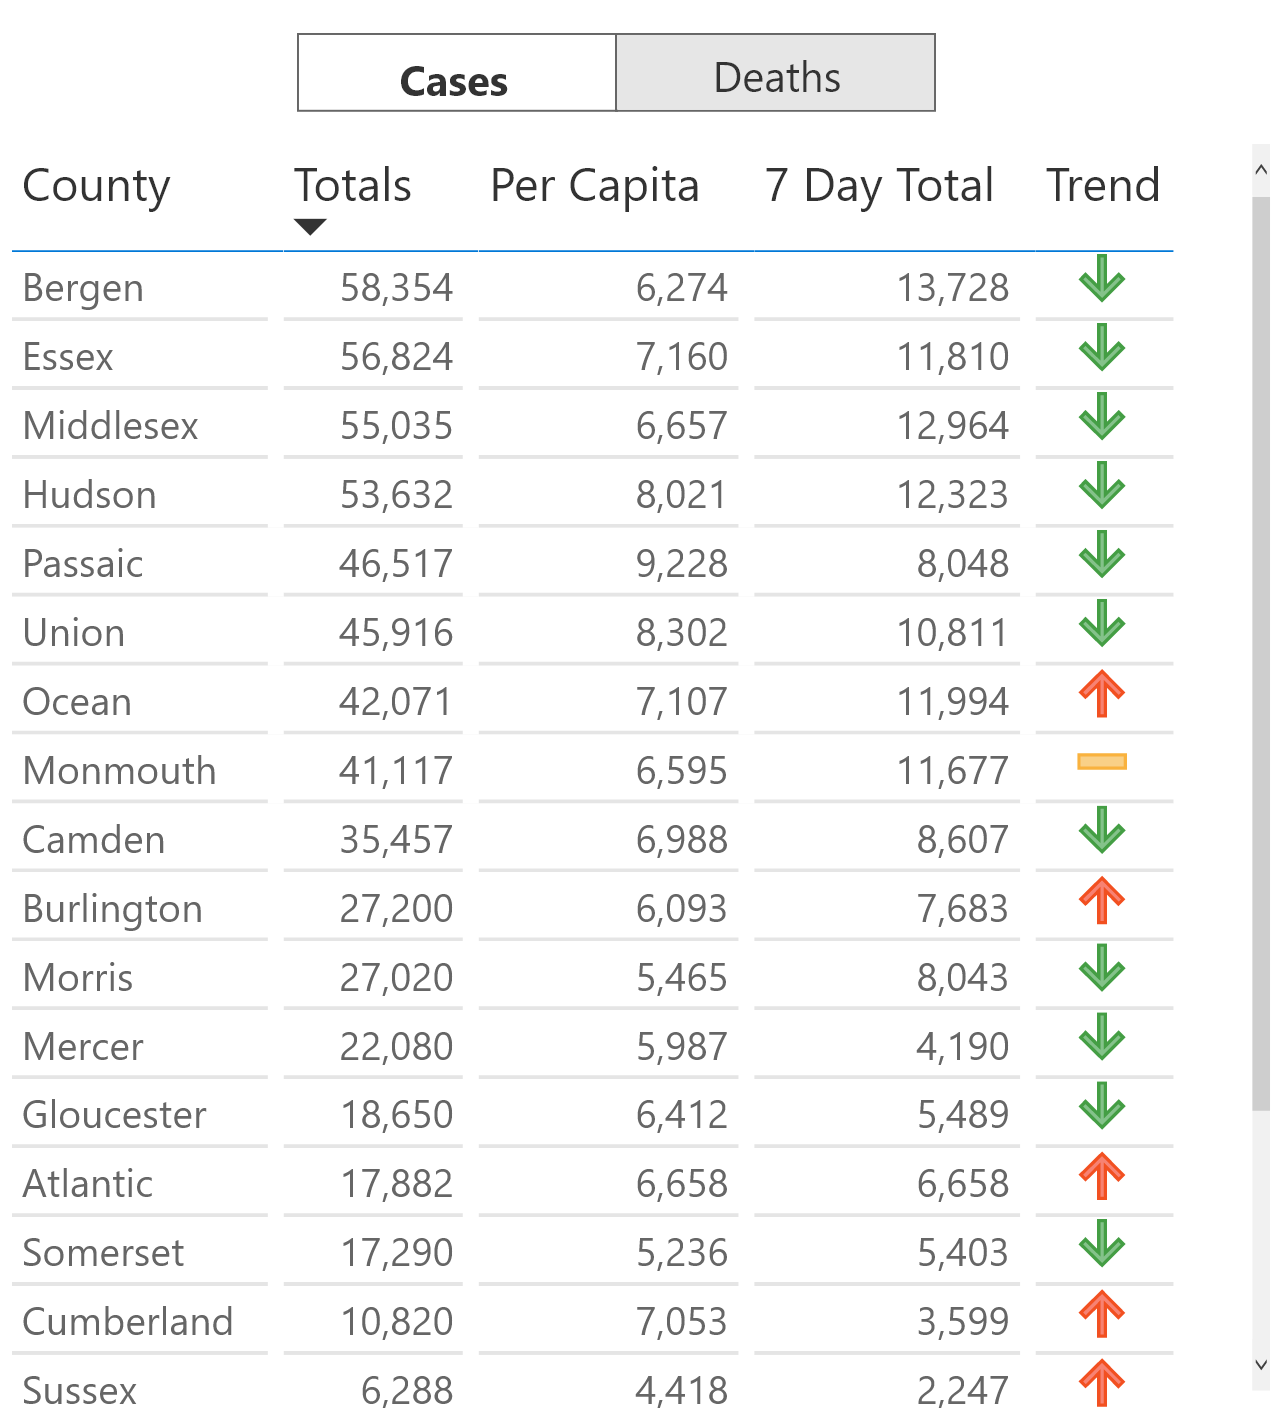 Cases Deaths
County Totals Per Capita 7 Day Total Trend
Bergen 58,354 6,274 13,728
Essex 56,824 7,160 11,810
Middlesex 55,035 6,657 12,964
Hudson 53,632 8,021 12,323
Passaic 46,517 9,228 8,048
Union 45,916 8,302 10,811
Ocean 42,071 7,107 11,994
Monmouth 41,117 6,595 11,677
Camden 35,457 6,988 8,607
Burlington 27,200 6,093 7,683
Morris 27,020 5,465 8,043
Mercer 22,080 5,987 4,190
Gloucester 18,650 6,412 5,489
Atlantic 17,882 6,658 6,658
Somerset 17,290 5,236 5,403
Cumberland 10,820 7,053 3,599
Sussex 6,288 4,418 2,247